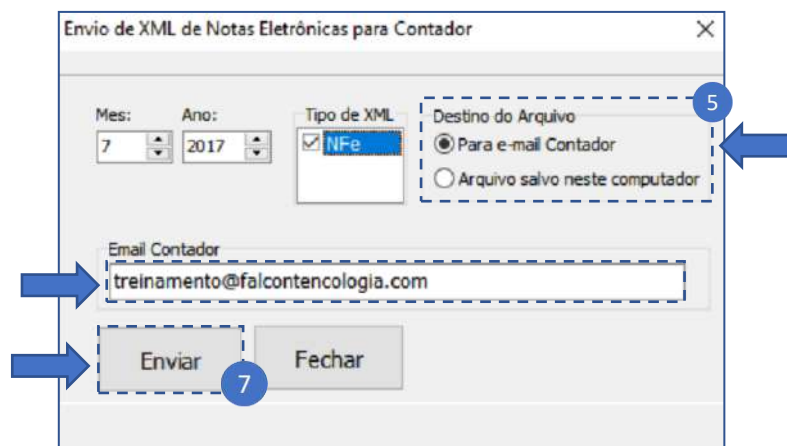 Envio de XML de Notas Eletrônicas para Contador
5
Mes: Ano: Tipo de XML Destino do Arquivo
7 2017 NFe Para e-mail Contador
Arquivo salvo neste computador
Email Contador
treinamento@falcontencologia.com
Enviar Fechar
7